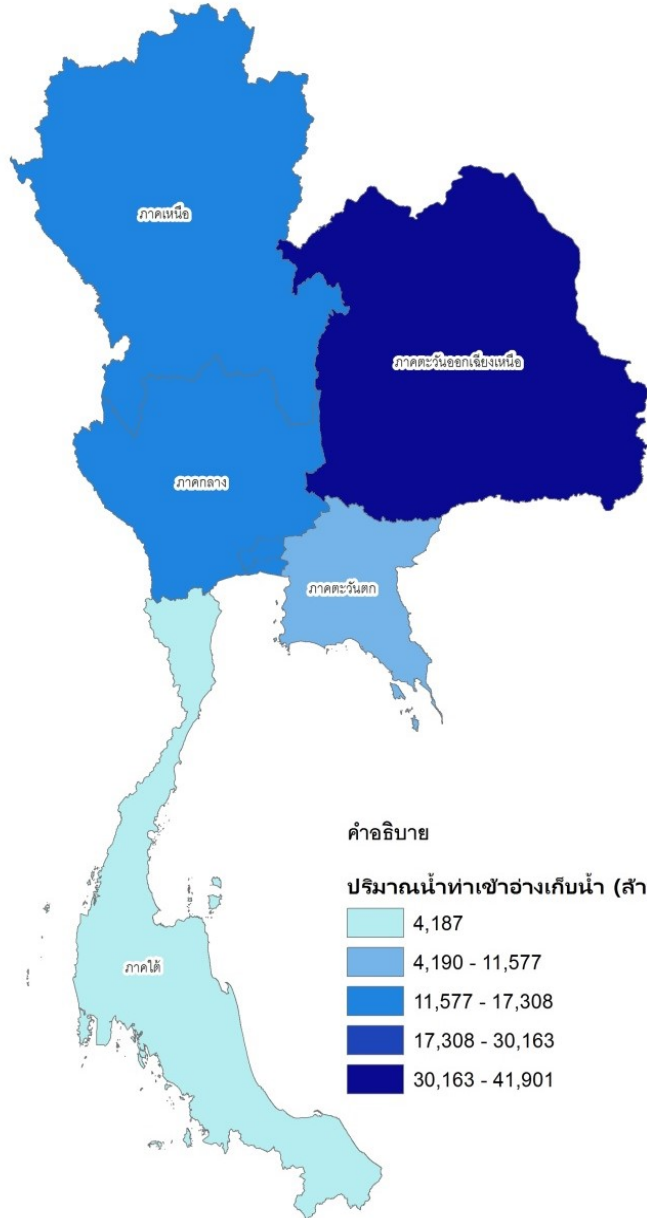 ภาคเหนือ
ภาคตะวันออกเฉียงเหนือ
ภาคกลาง
ภาคตะวันตก
ภาคใต้
คำอธิบาย
ปริมาณน้ำท่าเข้าอ่างเก็บน้ำ (ล้า
4,187
4,190 - 11,577
11,577 - 17,308
17,308 - 30,163
30,163 - 41,901